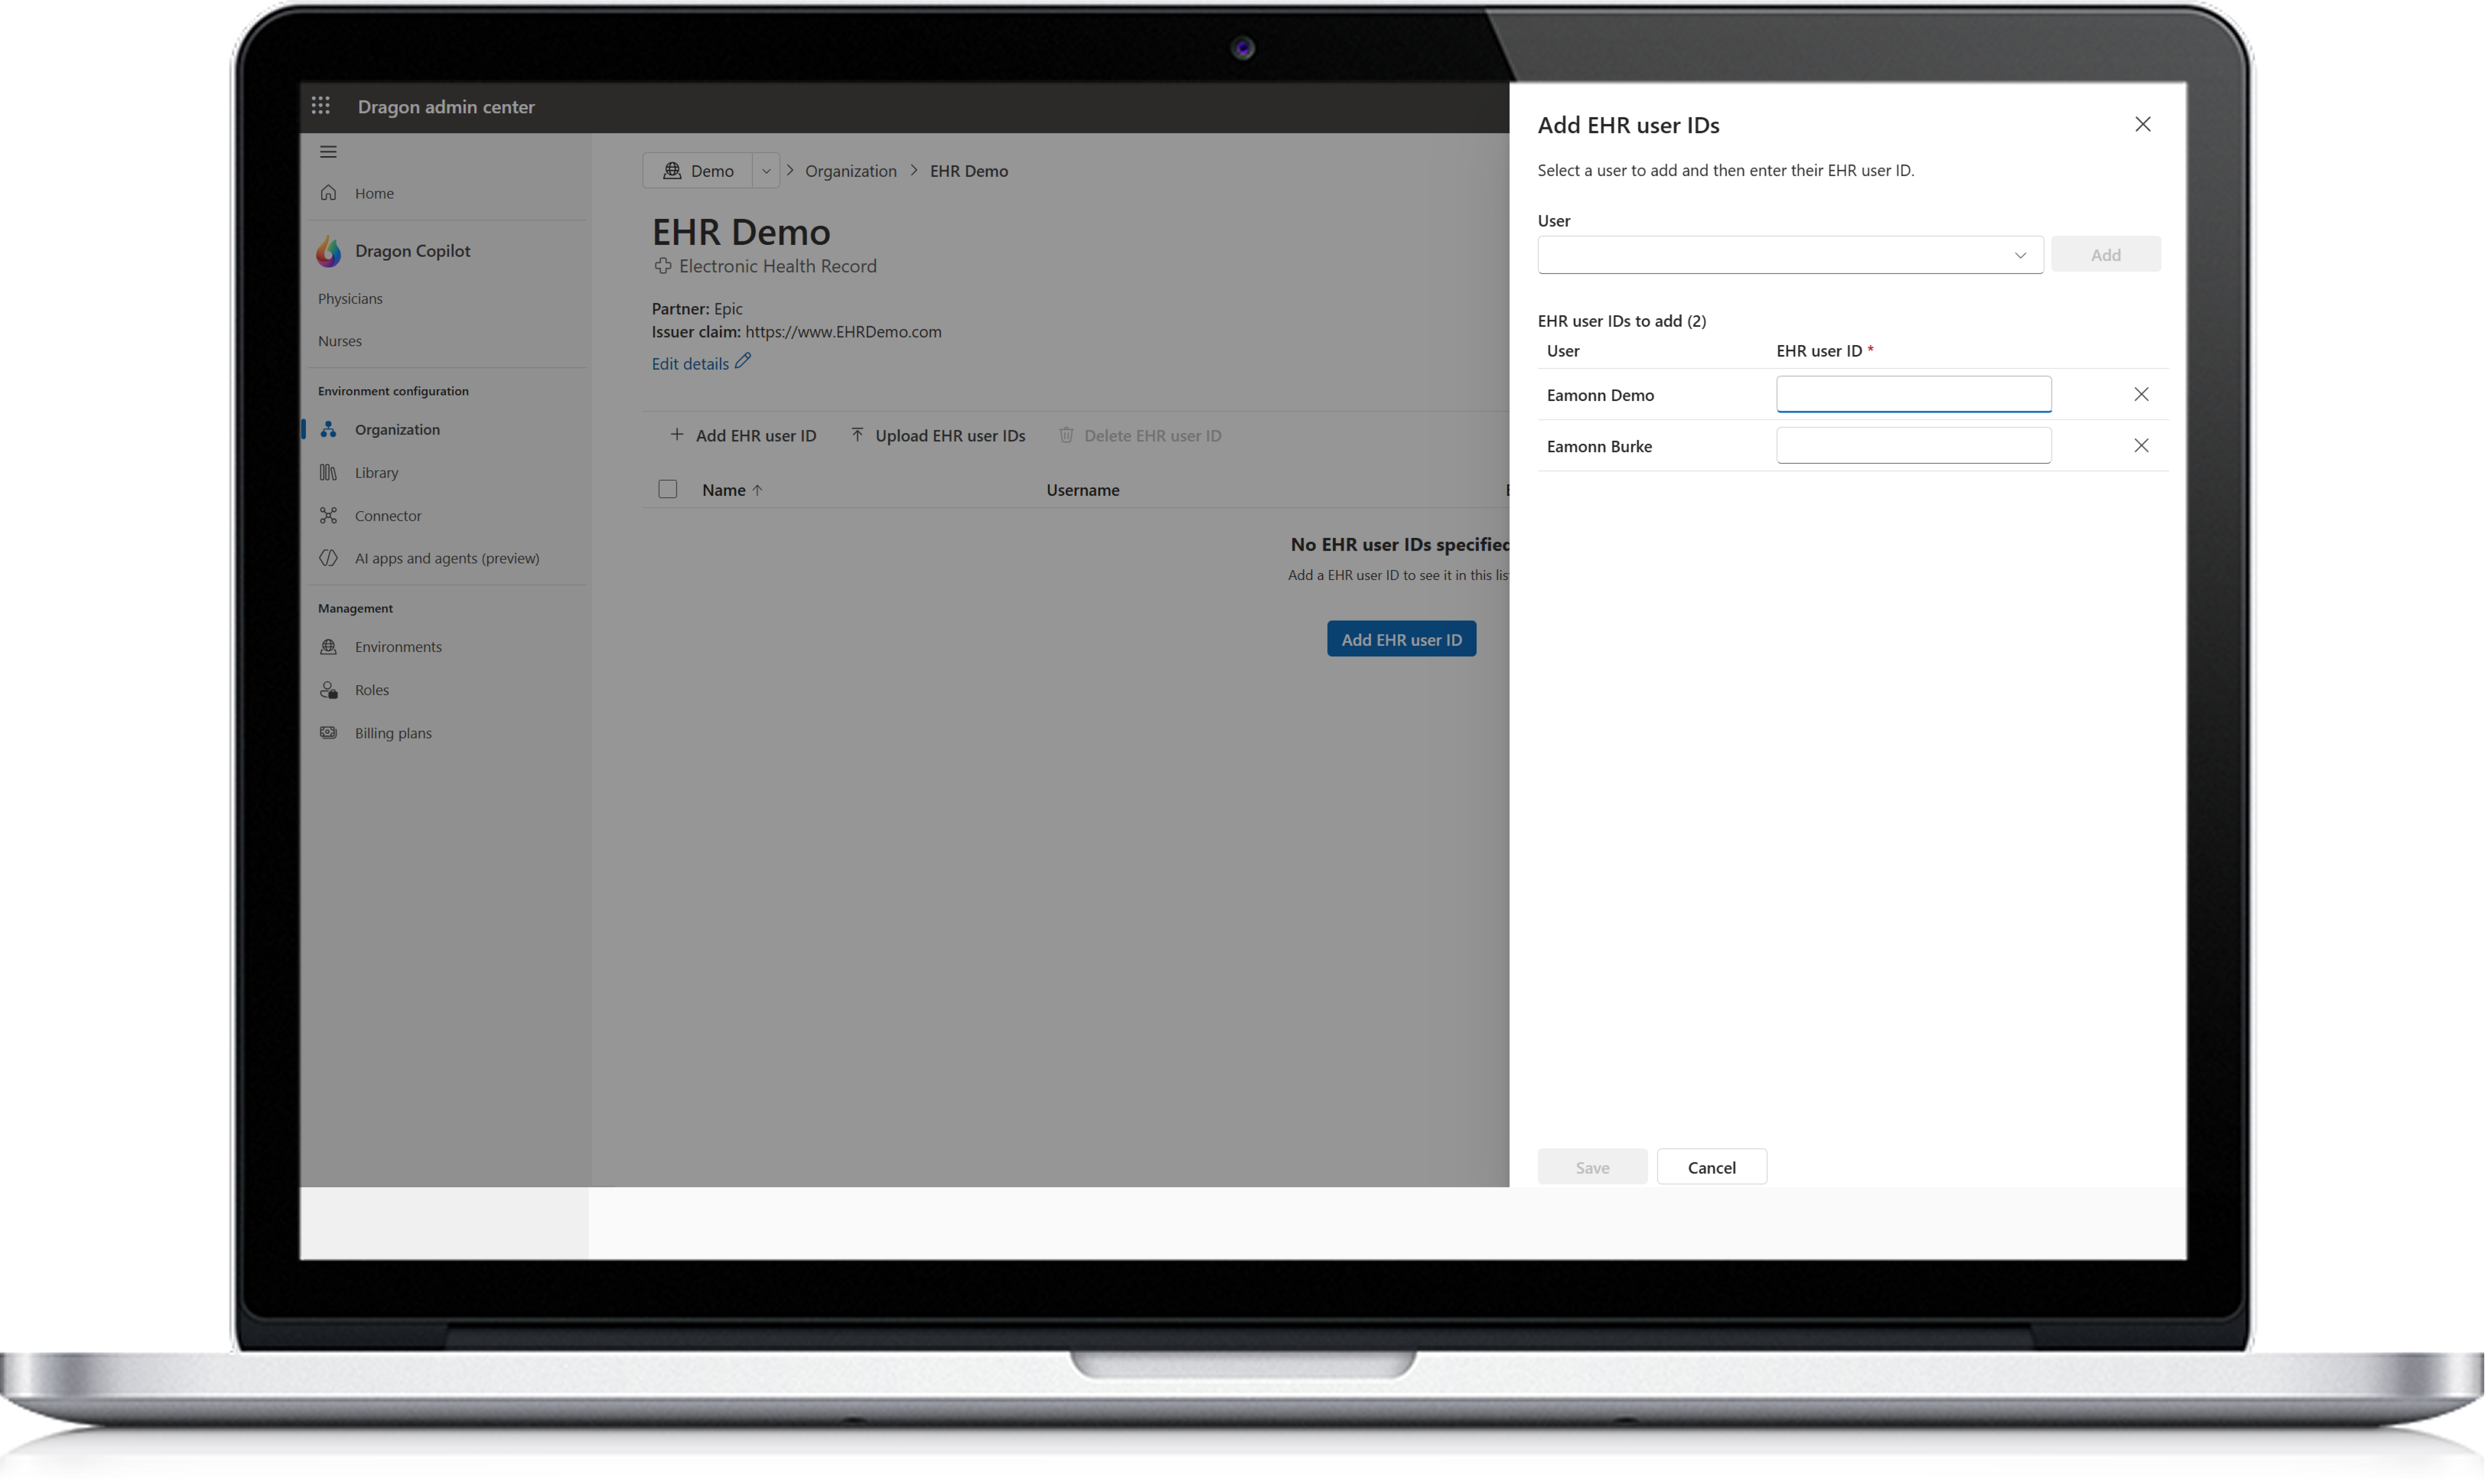 Dragon admin center
Home
Dragon Copilot
Physicians
Nurses
Environment configuration
Organization
Library
Connector
AI apps and agents (preview)
Management
Environments
Roles
Billing plans
Demo > Organization > EHR Demo
EHR Demo
Electronic Health Record
Partner: Epic
Issuer claim: https://www.EHRDemo.com
Edit details
Add EHR user ID Upload EHR user IDs Delete EHR user ID
Name ↑ Username
No EHR user IDs specified
Add a EHR user ID to see it in this
Add EHR user ID
Add EHR user IDs
Select a user to add and then enter their EHR user ID.
User
Add
EHR user IDs to add (2)
User EHR user ID *
Eamonn Demo
Eamonn Burke
Save Cancel